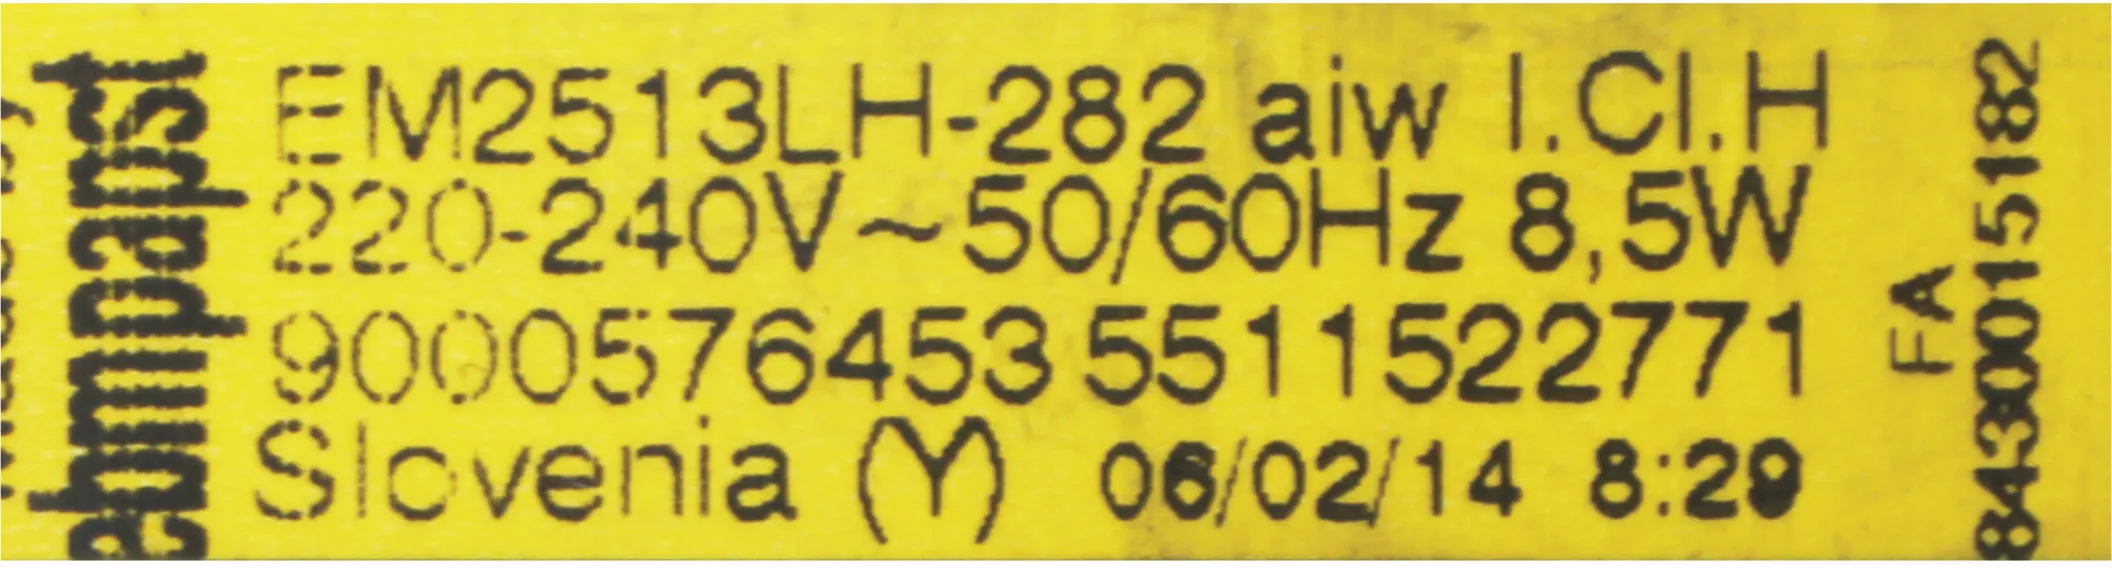 ebmpapst
EM2513LH-282 aiw I.Cl.H
220-240V~50/60Hz 8,5W
9000576453 5511522771
Slovenia (Y) 06/02/14 8:29
FA
8430015182